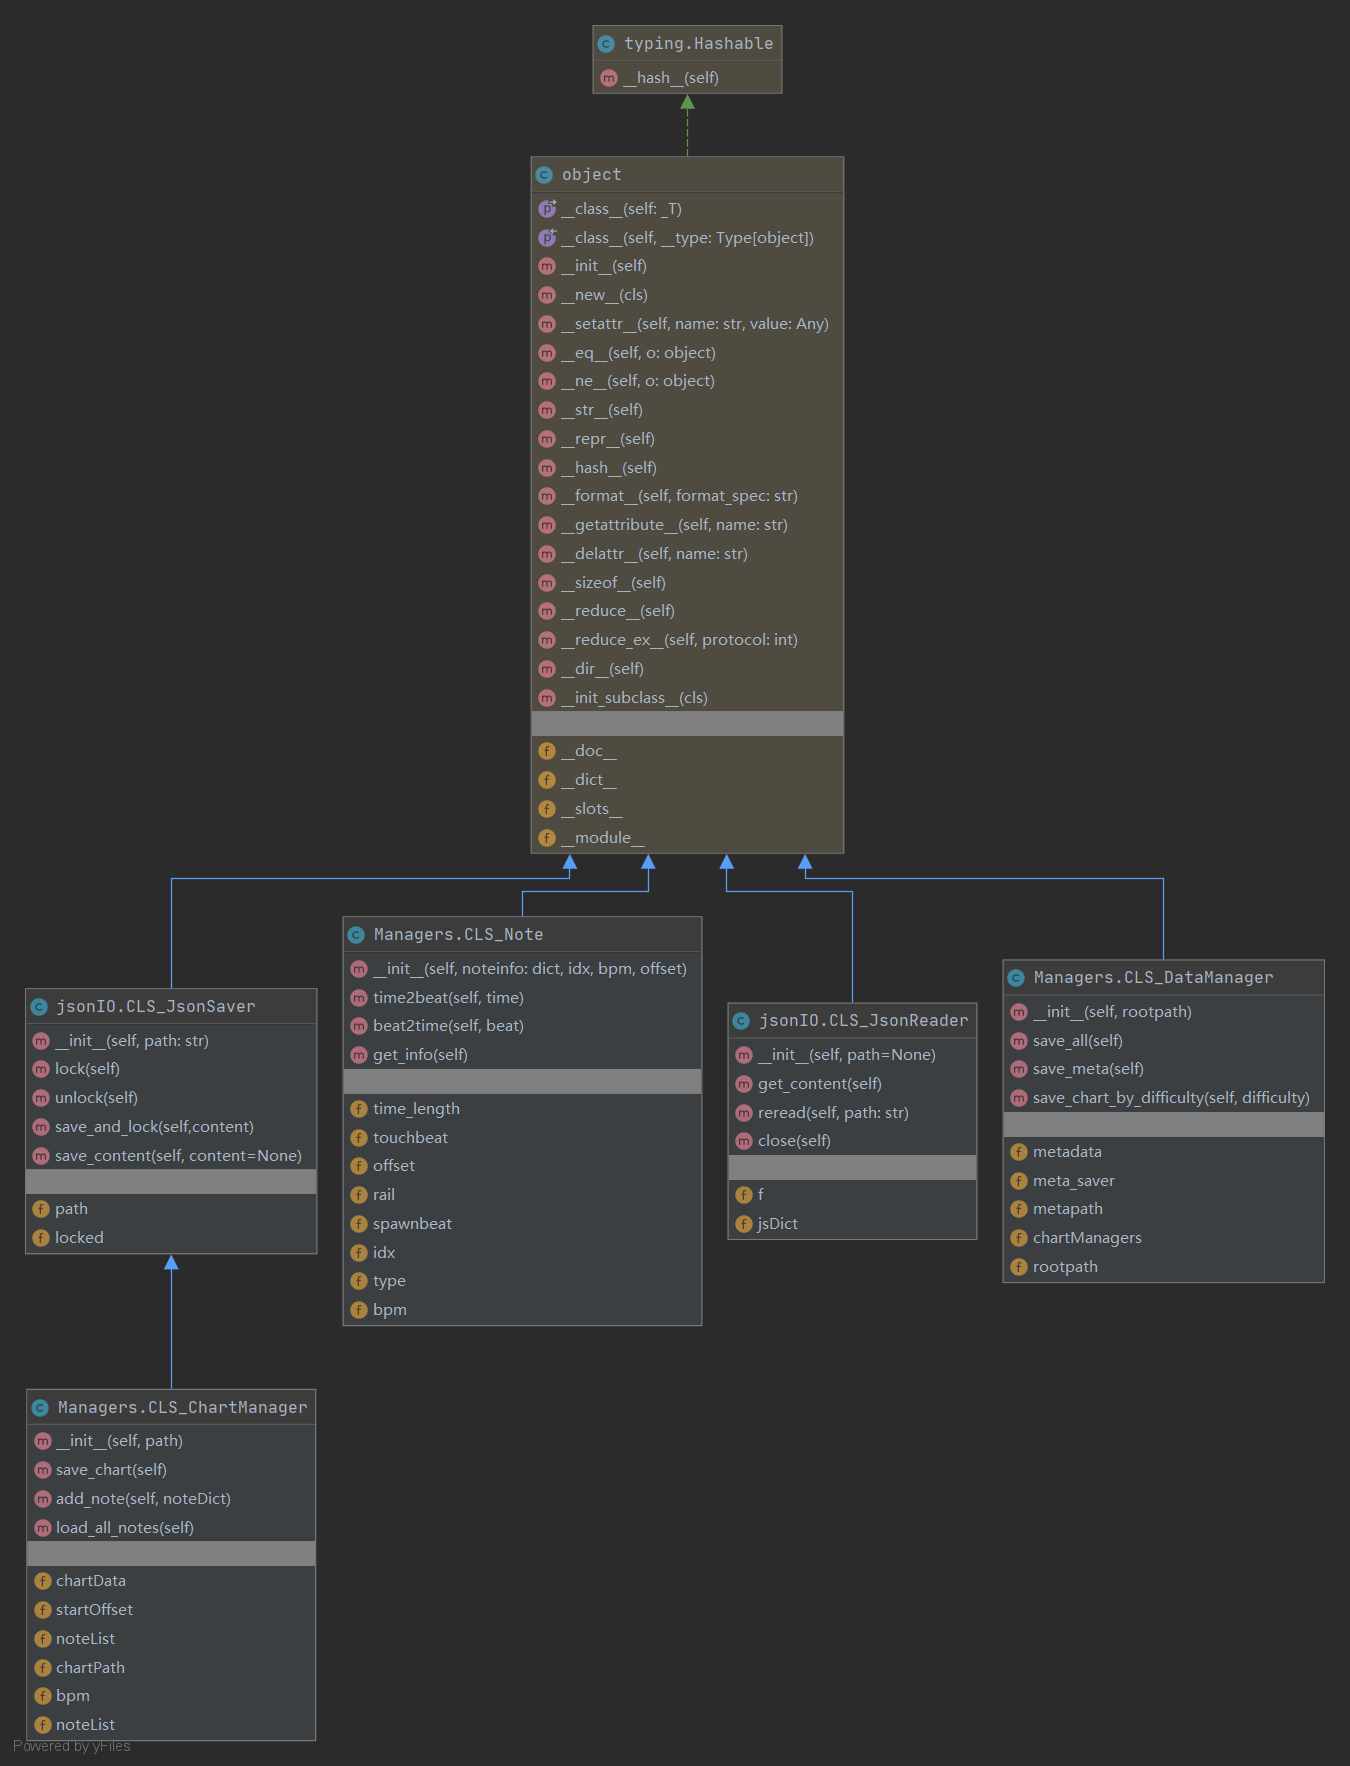 typing.Hashable
__hash__(self)
object
__class__(self: _T)
__class__(self, __type: Type[object])
__init__(self)
__new__(cls)
__setattr__(self, name: str, value: Any)
__eq__(self, o: object)
__ne__(self, o: object)
__str__(self)
__repr__(self)
__hash__(self)
__format__(self, format_spec: str)
__getattribute__(self, name: str)
__delattr__(self, name: str)
__sizeof__(self)
__reduce__(self)
__reduce_ex__(self, protocol: int)
__dir__(self)
__init_subclass__(cls)
__doc__
__dict__
__slots__
__module__
jsonIO.CLS_JsonSaver
__init__(self, path: str)
lock(self)
unlock(self)
save_and_lock(self,content)
save_content(self, content=None)
path
locked
Managers.CLS_Note
__init__(self, noteinfo: dict, idx, bpm, offset)
time2beat(self, time)
beat2time(self, beat)
get_info(self)
time_length
touchbeat
offset
rail
spawnbeat
idx
type
bpm
jsonIO.CLS_JsonReader
__init__(self, path=None)
get_content(self)
reread(self, path: str)
close(self)
f
jsDict
Managers.CLS_DataManager
__init__(self, rootpath)
save_all(self)
save_meta(self)
save_chart_by_difficulty(self, difficulty)
metadata
meta_saver
metapath
chartManagers
rootpath
Managers.CLS_ChartManager
__init__(self, path)
save_chart(self)
add_note(self, noteDict)
load_all_notes(self)
chartData
startOffset
noteList
chartPath
bpm
noteList
Powered by yFiles